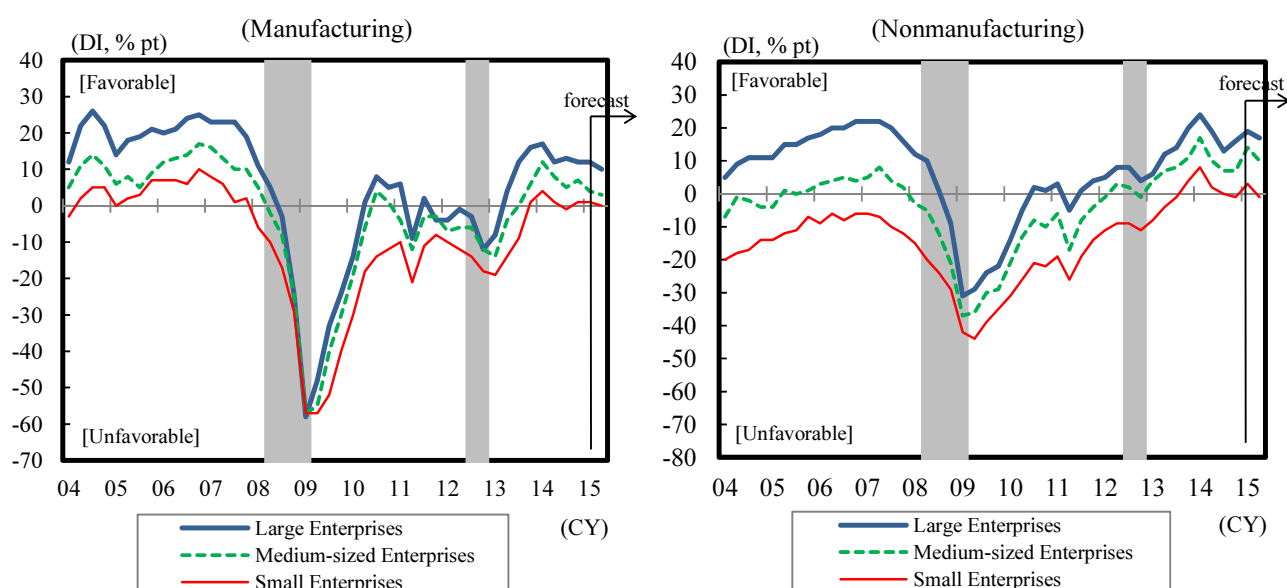 (Manufacturing)
(DI, % pt)
40
30
20
10
0
-10
-20
-30
-40
-50
-60
-70
[Favorable]
forecast
[Unfavorable]
04 05 06 07 08 09 10 11 12 13 14 15
(CY)
Large Enterprises
Medium-sized Enterprises
Small Enterprises
(Nonmanufacturing)
(DI, % pt)
40
30
20
10
0
-10
-20
-30
-40
-50
-60
-70
-80
[Favorable]
forecast
[Unfavorable]
04 05 06 07 08 09 10 11 12 13 14 15
(CY)
Large Enterprises
Medium-sized Enterprises
Small Enterprises